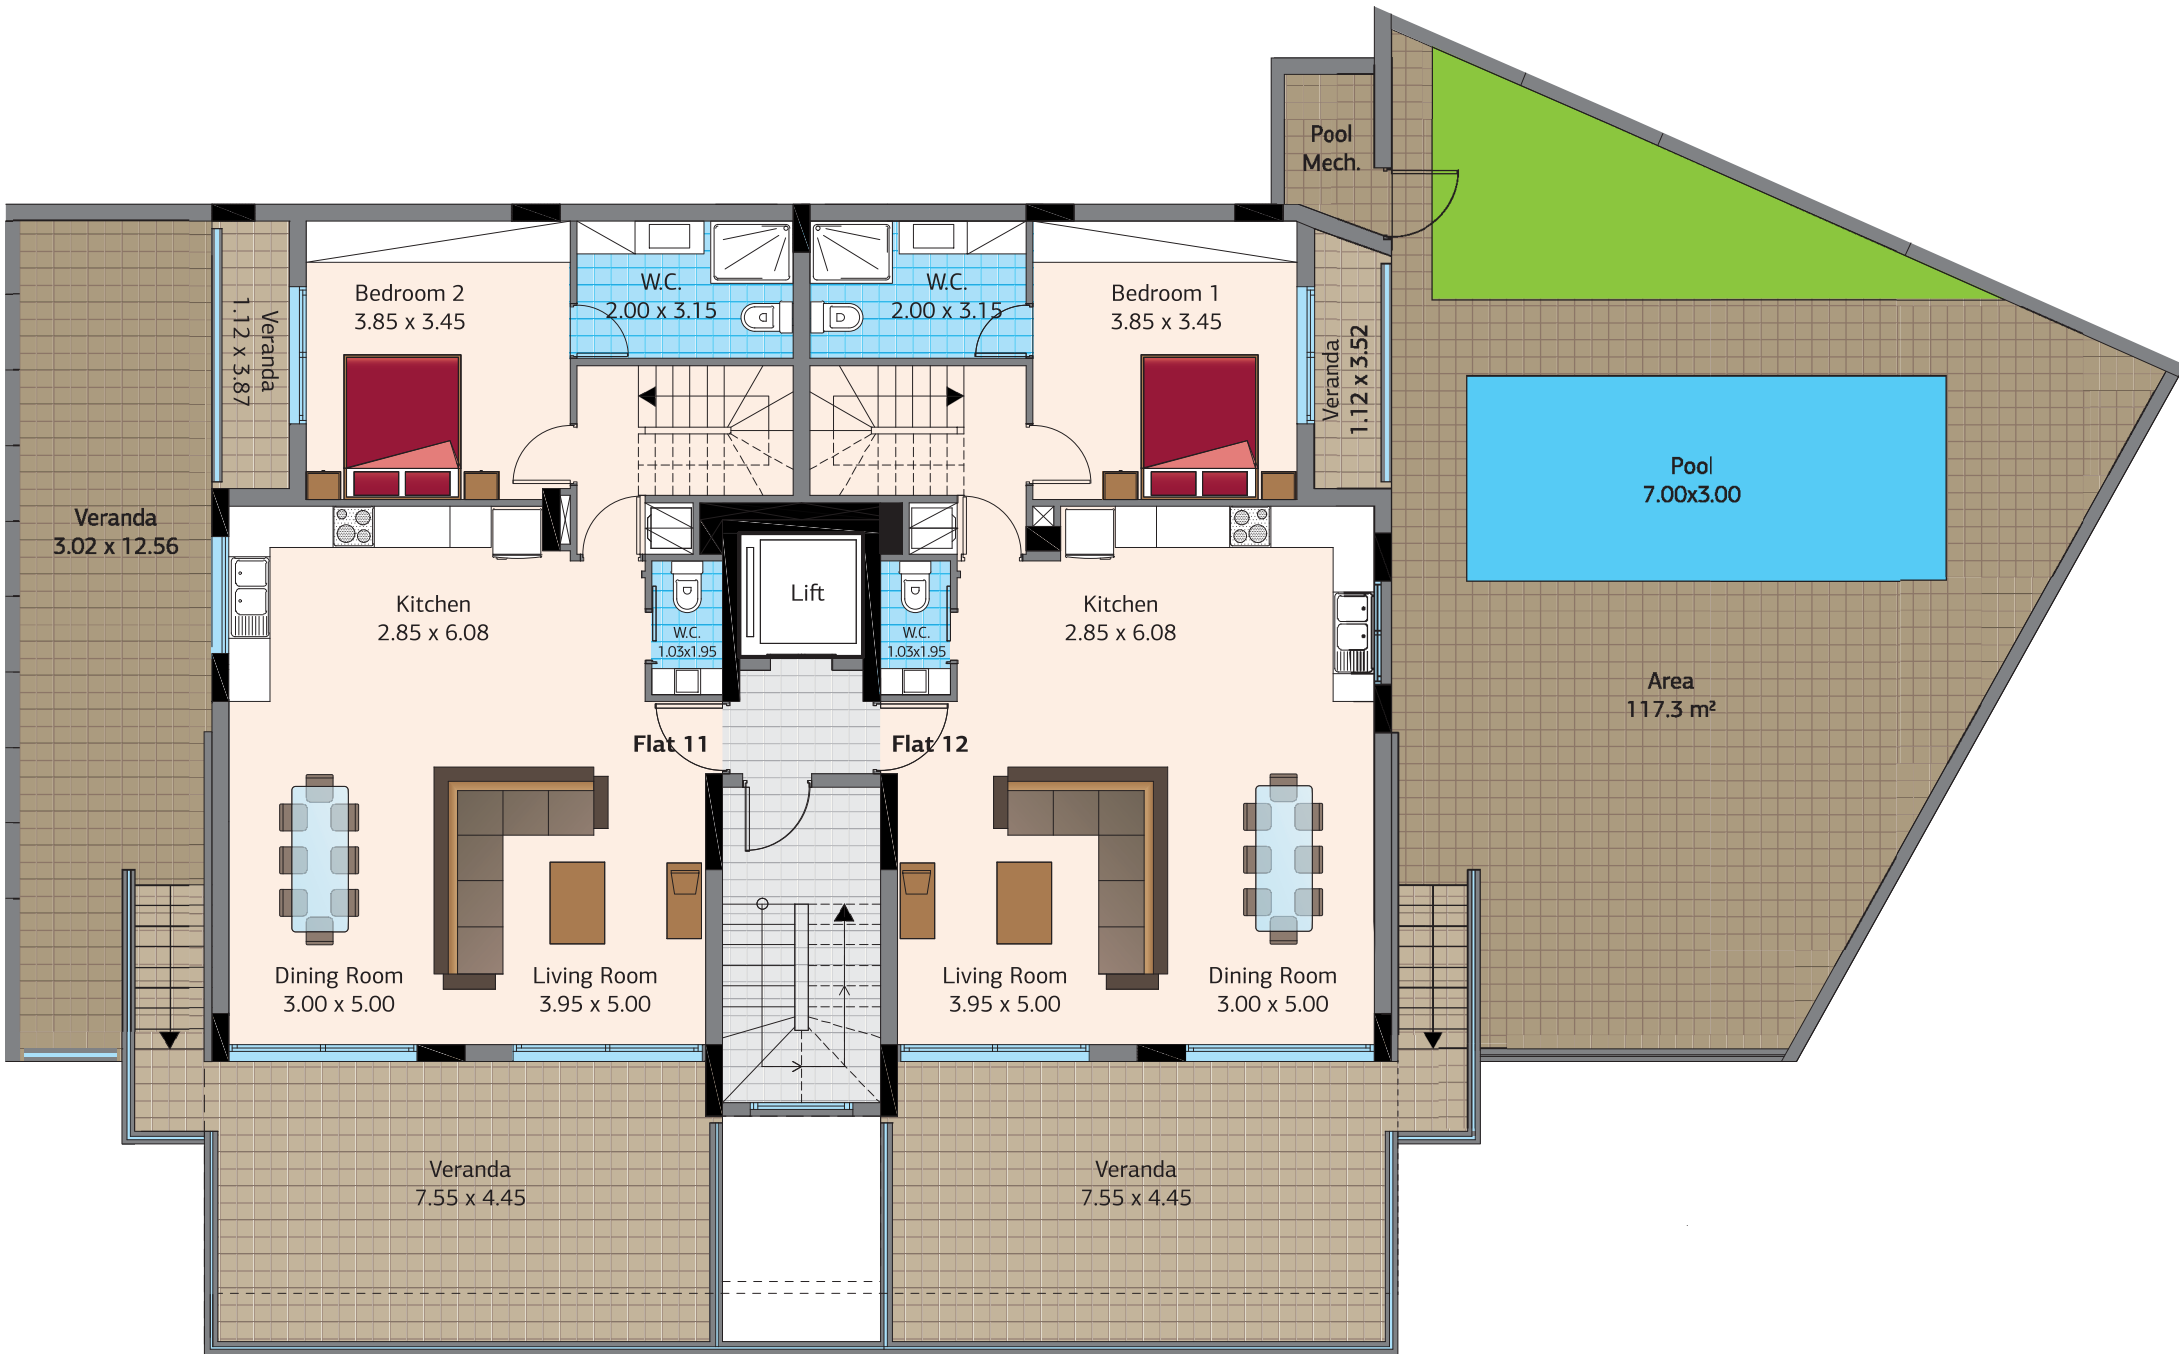 Pool
Mech.
W.C.
2.00 x 3.15
W.C.
2.00 x 3.15
Bedroom 2
3.85 x 3.45
Bedroom 1
3.85 x 3.45
Veranda
1.12 x 3.87
Veranda
1.12 x 3.52
Pool
7.00x3.00
Veranda
3.02 x 12.56
Lift
Kitchen
2.85 x 6.08
Kitchen
2.85 x 6.08
W.C.
1.03x1.95
W.C.
1.03x1.95
Area
117.3 m²
Flat 11
Flat 12
Dining Room
3.00 x 5.00
Living Room
3.95 x 5.00
Living Room
3.95 x 5.00
Dining Room
3.00 x 5.00
Veranda
7.55 x 4.45
Veranda
7.55 x 4.45